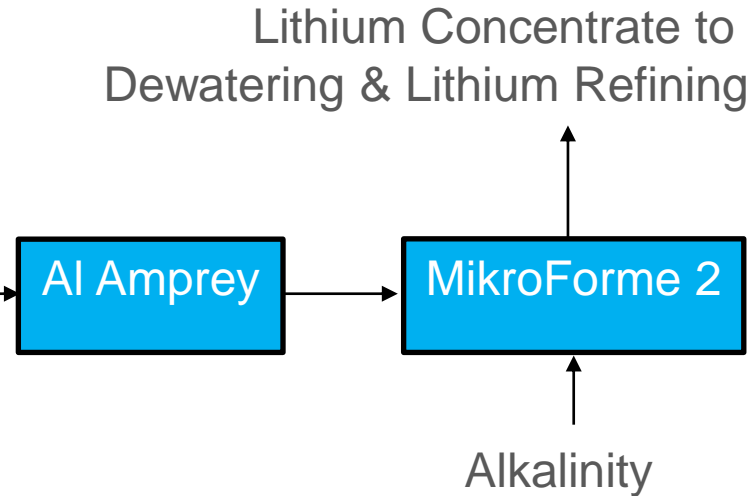 Lithium Concentrate to
Dewatering & Lithium Refining
Al Amprey
MikroForme 2
Alkalinity